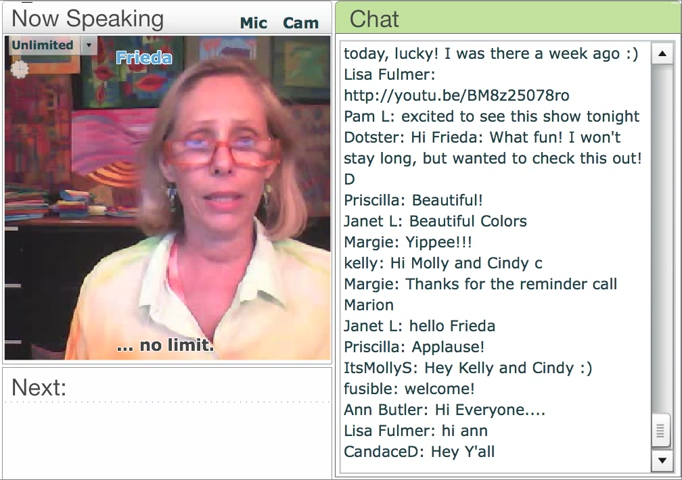 Now Speaking
Mic Cam
Unlimited
Frieda
... no limit.
Next:
Chat
today, lucky! I was there a week ago :)
Lisa Fulmer:
http://youtu.be/BM8z25078ro
Pam L: excited to see this show tonight
Dotster: Hi Frieda: What fun! I won't
stay long, but wanted to check this out!
D
Priscilla: Beautiful!
Janet L: Beautiful Colors
Margie: Yippee!!!
kelly: Hi Molly and Cindy c
Margie: Thanks for the reminder call
Marion
Janet L: hello Frieda
Priscilla: Applause!
ItsMollyS: Hey Kelly and Cindy :)
fusible: welcome!
Ann Butler: Hi Everyone....
Lisa Fulmer: hi ann
CandaceD: Hey Y'all